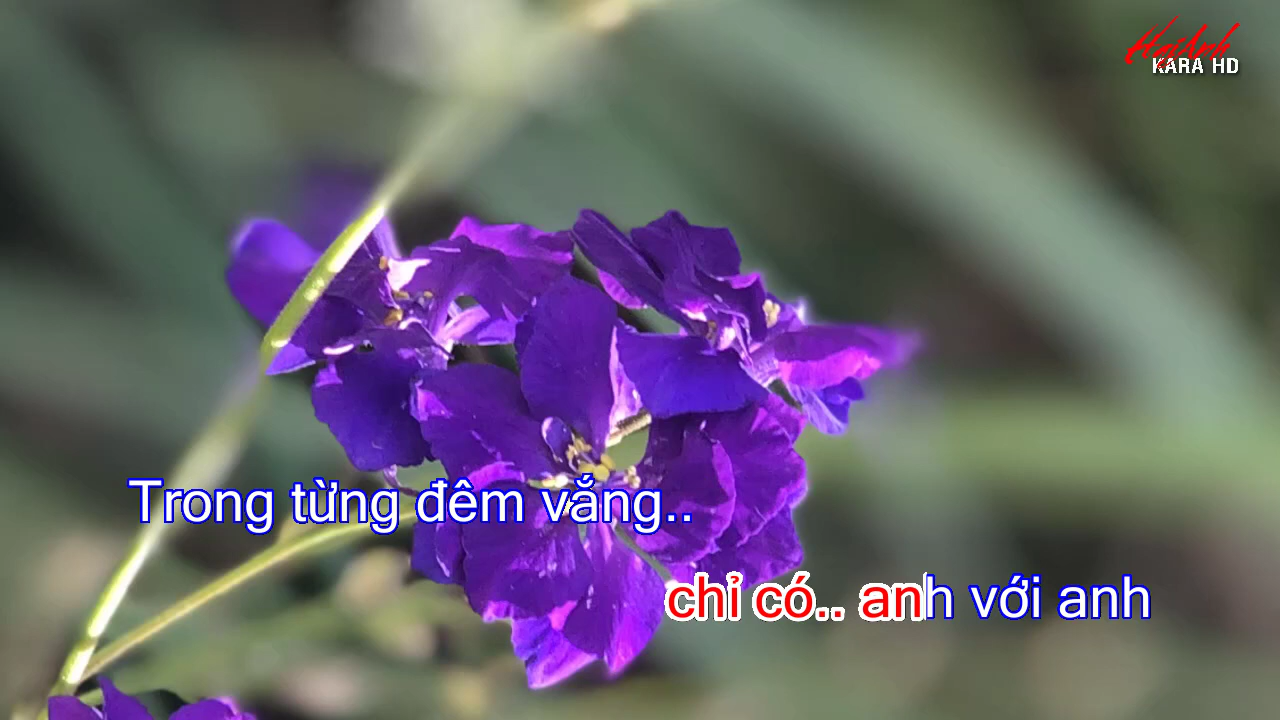 HaiAnh
KARA HD
Trong từng đêm vắng..
chỉ có.. anh với anh